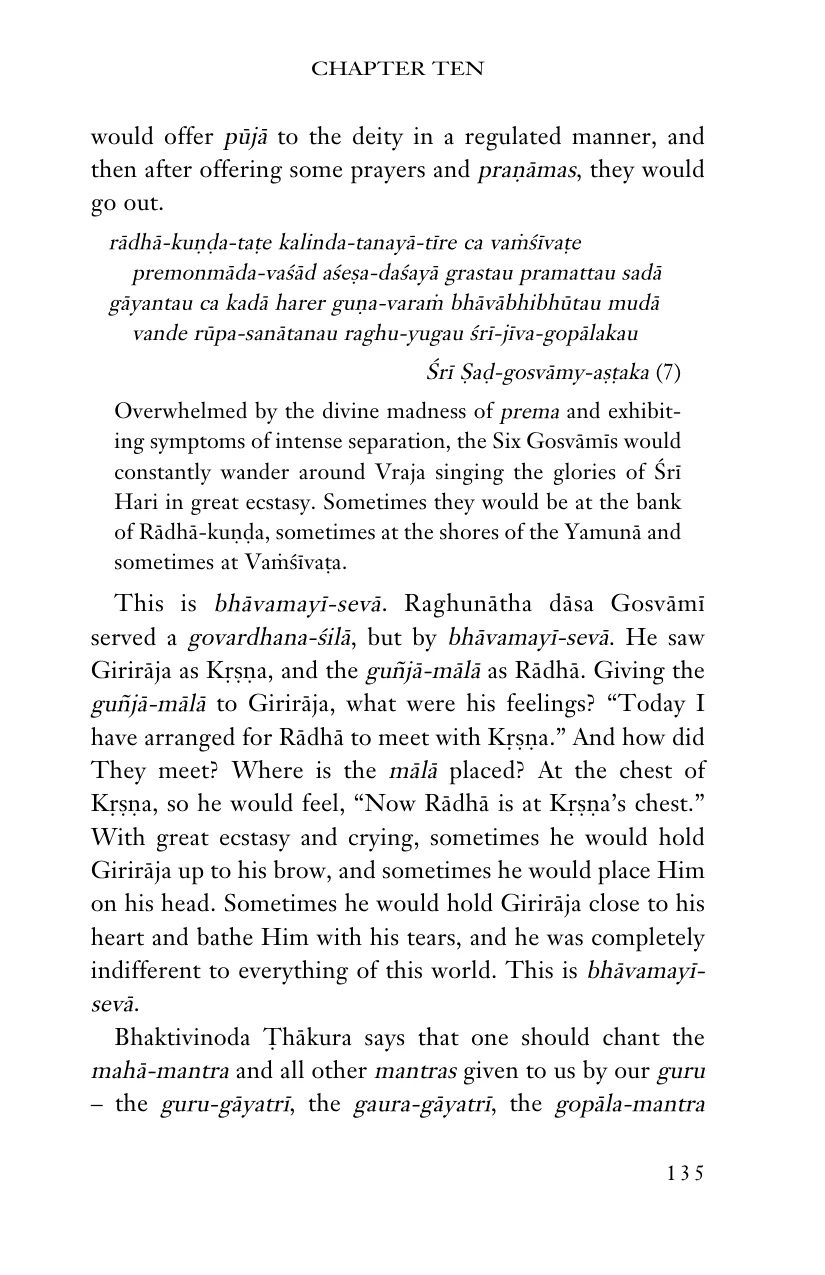 CHAPTER TEN
would offer pūjā to the deity in a regulated manner, and
then after offering some prayers and praṇāmas, they would
go out.
rādhā-kuṇḍa-taṭe kalinda-tanayā-tīre ca vaṁśīvaṭe
premonmāda-vaśād aśeṣa-daśayā grastau pramattau sadā
gāyantau ca kadā harer guṇa-varaṁ bhāvābhibhūtau mudā
vande rūpa-sanātanau raghu-yugau śrī-jīva-gopālakau
Śrī Ṣaḍ-gosvāmy-aṣṭaka (7)
Overwhelmed by the divine madness of prema and exhibit-
ing symptoms of intense separation, the Six Gosvāmīs would
constantly wander around Vraja singing the glories of Śrī
Hari in great ecstasy. Sometimes they would be at the bank
of Rādhā-kuṇḍa, sometimes at the shores of the Yamunā and
sometimes at Vaṁśīvaṭa.
This is bhāvamayī-sevā. Raghunātha dāsa Gosvāmī
served a govardhana-śilā, but by bhāvamayī-sevā. He saw
Girirāja as Kṛṣṇa, and the guñjā-mālā as Rādhā. Giving the
guñjā-mālā to Girirāja, what were his feelings? “Today I
have arranged for Rādhā to meet with Kṛṣṇa.” And how did
They meet? Where is the mālā placed? At the chest of
Kṛṣṇa, so he would feel, “Now Rādhā is at Kṛṣṇa’s chest.”
With great ecstasy and crying, sometimes he would hold
Girirāja up to his brow, and sometimes he would place Him
on his head. Sometimes he would hold Girirāja close to his
heart and bathe Him with his tears, and he was completely
indifferent to everything of this world. This is bhāvamayī-
sevā.
Bhaktivinoda Ṭhākura says that one should chant the
mahā-mantra and all other mantras given to us by our guru
– the guru-gāyatrī, the gaura-gāyatrī, the gopāla-mantra
135